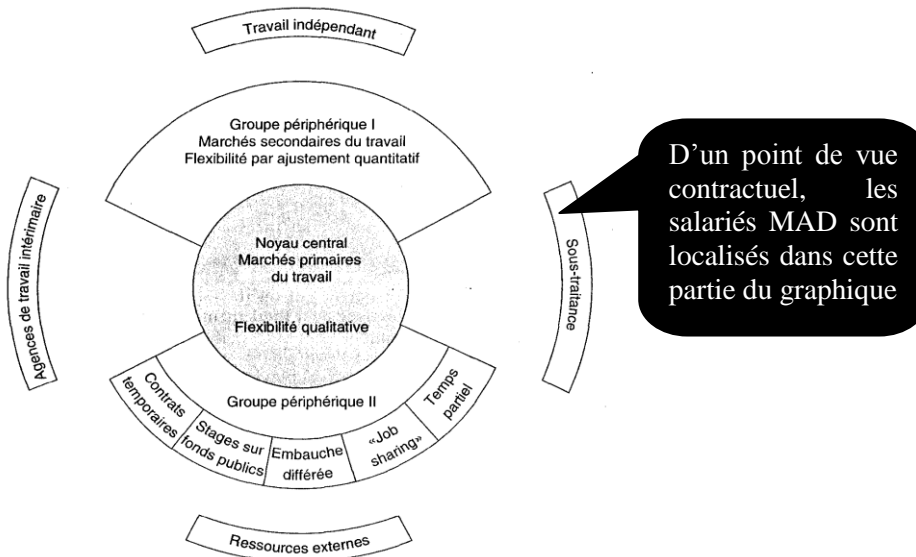 Travail indépendant
Groupe périphérique I
Marchés secondaires du travail
Flexibilité par ajustement quantitatif
Agences de travail intérimaire
Noyau central
Marchés primaires
du travail
Flexibilité qualitative
Sous-traitance
D'un point de vue
contractuel, les
salariés MAD sont
localisés dans cette
partie du graphique
Groupe périphérique II
Contrats
temporaires
Stages sur
fonds publics
Embauche
différée
«Job
sharing»
Temps
partiel
Ressources externes